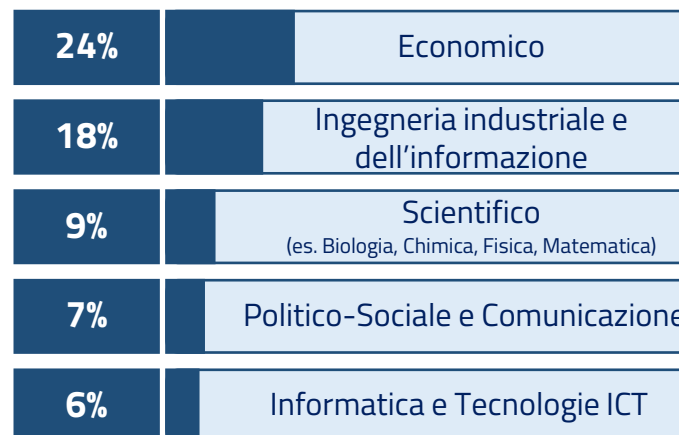 24%
Economico
18%
Ingegneria industriale e
dell'informazione
9%
Scientifico
(es. Biologia, Chimica, Fisica, Matematica)
7%
Politico-Sociale e Comunicazione
6%
Informatica e Tecnologie ICT